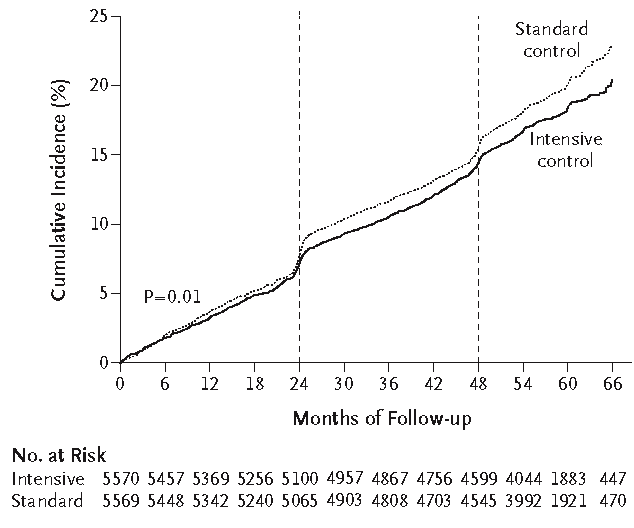 25
20
15
10
5
0
Cumulative Incidence (%)
Standard
control
Intensive
control
P=0.01
0 6 12 18 24 30 36 42 48 54 60 66
Months of Follow-up
No. at Risk
Intensive 5570 5457 5369 5256 5100 4957 4867 4756 4599 4044 1883 447
Standard 5569 5448 5342 5240 5065 4903 4808 4703 4545 3992 1921 470